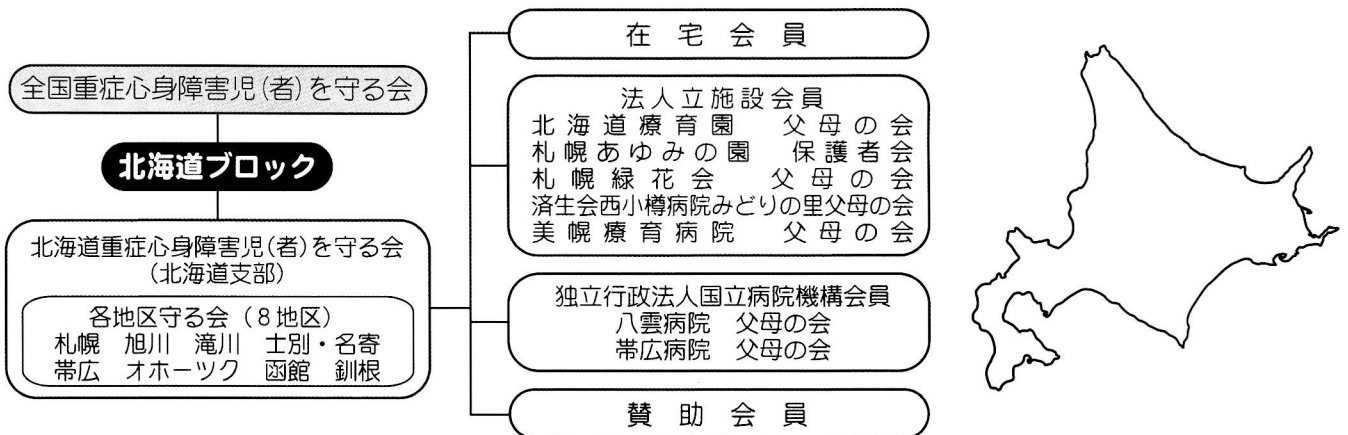 全国重症心身障害児(者)を守る会
北海道ブロック
北海道重症心身障害児(者)を守る会
(北海道支部)
各地区守る会(8地区)
札幌 旭川 滝川 士別・名寄
帯広 オホーツク 函館 釧根
在宅会員
法人立施設会員
北海道療育園 父母の会
札幌あゆみの園 保護者会
札幌緑花会 父母の会
済生会西小樽病院みどりの里父母の会
美幌療育病院 父母の会
独立行政法人国立病院機構会員
八雲病院 父母の会
帯広病院 父母の会
賛助会員